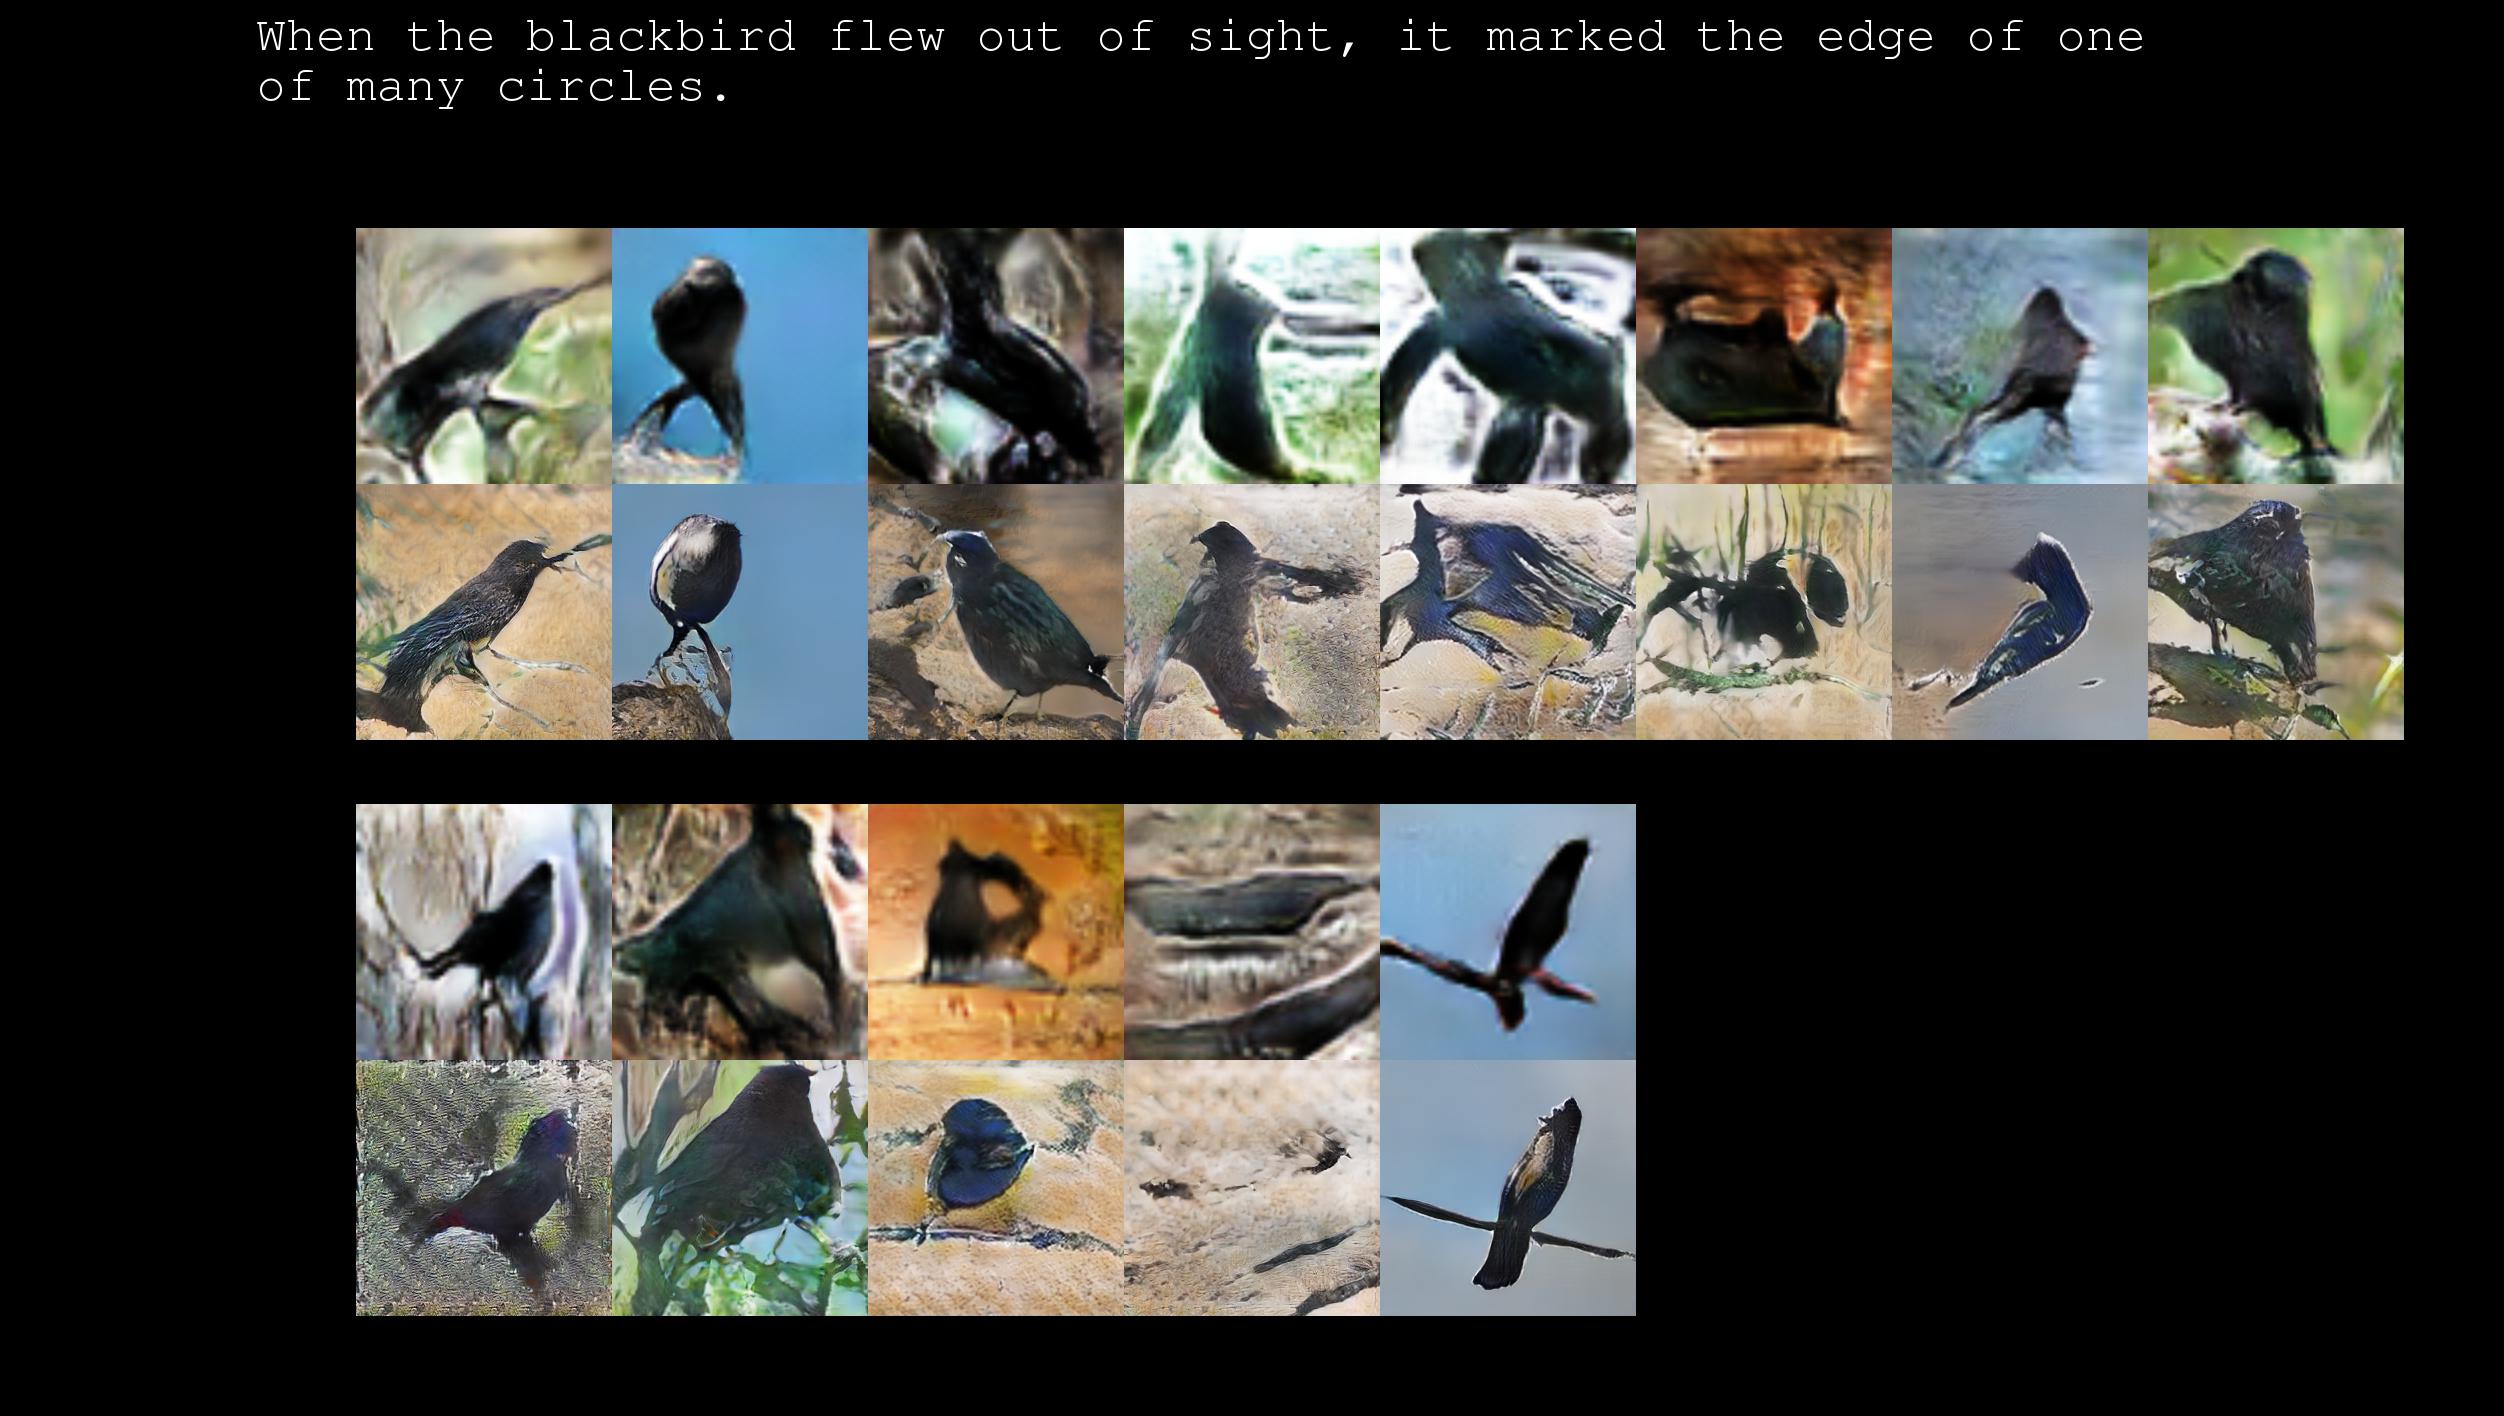 When the blackbird flew out of sight, it marked the edge of one
of many circles.